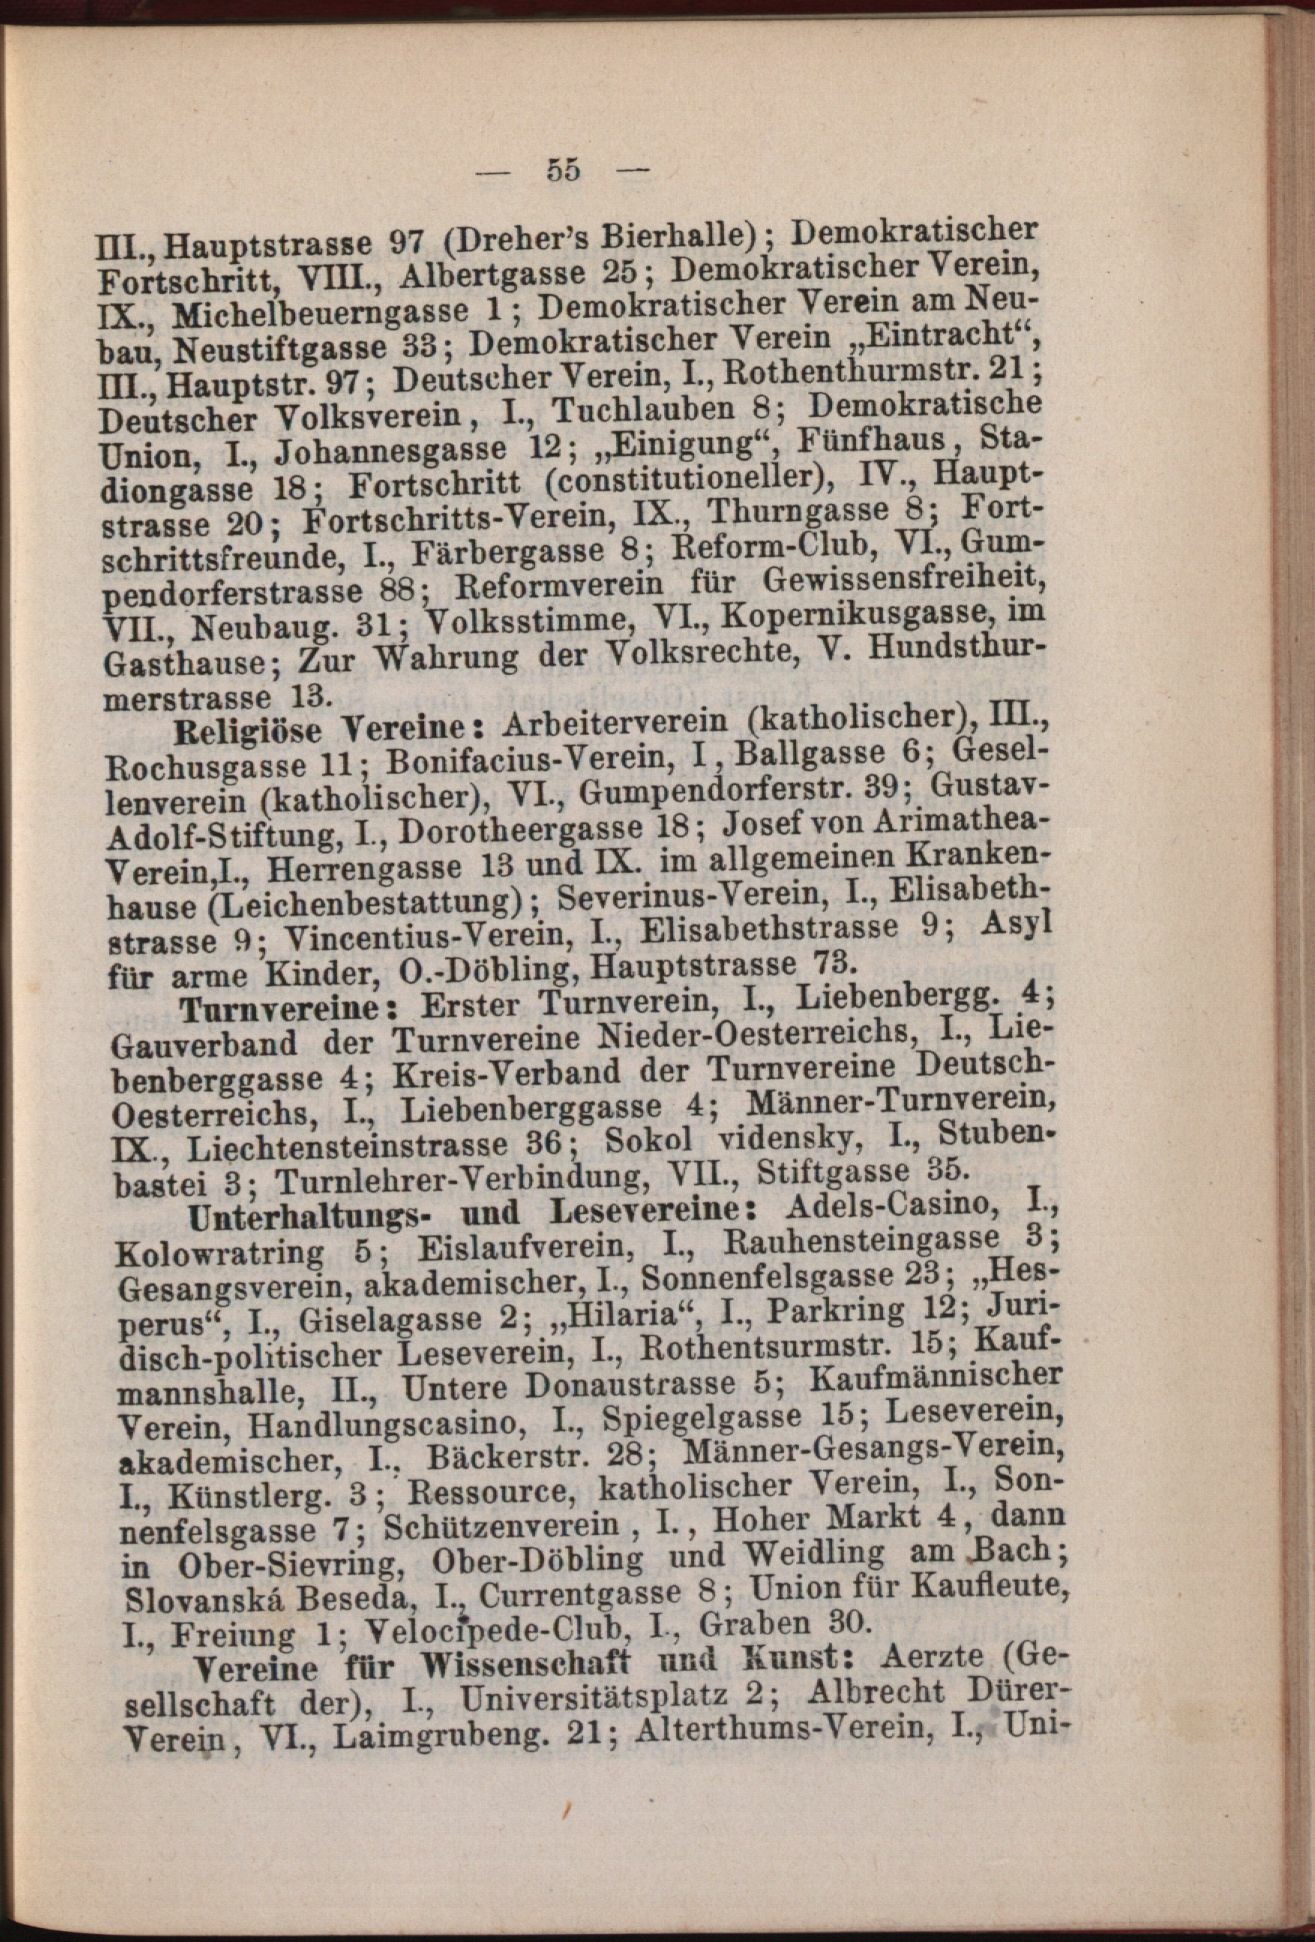 — 55 —
III., Hauptstrasse 97 (Dreher's Bierhalle); Demokratischer
Fortschritt, VIII., Albertgasse 25; Demokratischer Verein,
IX., Michelbeuerngasse 1; Demokratischer Verein am Neu-
bau, Neustiftgasse 33; Demokratischer Verein „Eintracht“,
III., Hauptstr. 97; Deutscher Verein, I., Rothenthurmstr. 21;
Deutscher Volksverein, I., Tuchlauben 8; Demokratische
Union, I., Johannesgasse 12; „Einigung“, Fünfhaus, Sta-
diongasse 18; Fortschritt (constitutioneller), IV., Haupt-
strasse 20; Fortschritts-Verein, IX., Thurngasse 8; Fort-
schrittsfreunde, I., Färbergasse 8; Reform-Club, VI., Gum-
pendorferstrasse 88; Reformverein für Gewissensfreiheit,
VII., Neubaug. 31; Volksstimme, VI., Kopernikusgasse, im
Gasthause; Zur Wahrung der Volksrechte, V. Hundsthur-
merstrasse 13.
Religiöse Vereine: Arbeiterverein (katholischer), III.,
Rochusgasse 11; Bonifacius-Verein, I, Ballgasse 6; Gesel-
lenverein (katholischer), VI., Gumpendorferstr. 39; Gustav-
Adolf-Stiftung, I., Dorotheergasse 18; Josef von Arimathea-
Verein,I., Herrengasse 13 und IX. im allgemeinen Kranken-
hause (Leichenbestattung); Severinus-Verein, I., Elisabeth-
strasse 9; Vincentius-Verein, I., Elisabethstrasse 9; Asyl
für arme Kinder, O.-Döbling, Hauptstrasse 73.
Turnvereine: Erster Turnverein, I., Liebenbergg. 4;
Gauverband der Turnvereine Nieder-Oesterreichs, I., Lie-
benberggasse 4; Kreis-Verband der Turnvereine Deutsch-
Oesterreichs, I., Liebenberggasse 4; Männer-Turnverein,
IX., Liechtensteinstrasse 36; Sokol vidensky, I., Stuben-
bastei 3; Turnlehrer-Verbindung, VII., Stiftgasse 35.
Unterhaltungs- und Lesevereine: Adels-Casino, I.,
Kolowratring 5; Eislaufverein, I., Rauhensteingasse 3;
Gesangsverein, akademischer, I., Sonnenfelsgasse 23; „Hes-
perus“, I., Giselagasse 2; „Hilaria“, I., Parkring 12; Juri-
disch-politischer Leseverein, I., Rothentsurmstr. 15; Kauf-
mannshalle, II., Untere Donaustrasse 5; Kaufmännischer
Verein, Handlungscasino, I., Spiegelgasse 15; Leseverein,
akademischer, I., Bäckerstr. 28; Männer-Gesangs-Verein,
I., Künstlerg. 3; Ressource, katholischer Verein, I., Son-
nenfelsgasse 7; Schützenverein, I., Hoher Markt 4, dann
in Ober-Sievring, Ober-Döbling und Weidling am Bach;
Slovanská Beseda, I., Currentgasse 8; Union für Kaufleute,
I., Freiung 1; Velocipede-Club, I., Graben 30.
Vereine für Wissenschaft und Kunst: Aerzte (Ge-
sellschaft der), I., Universitätsplatz 2; Albrecht Dürer-
Verein, VI., Laimgrubeng. 21; Alterthums-Verein, I., Uni-